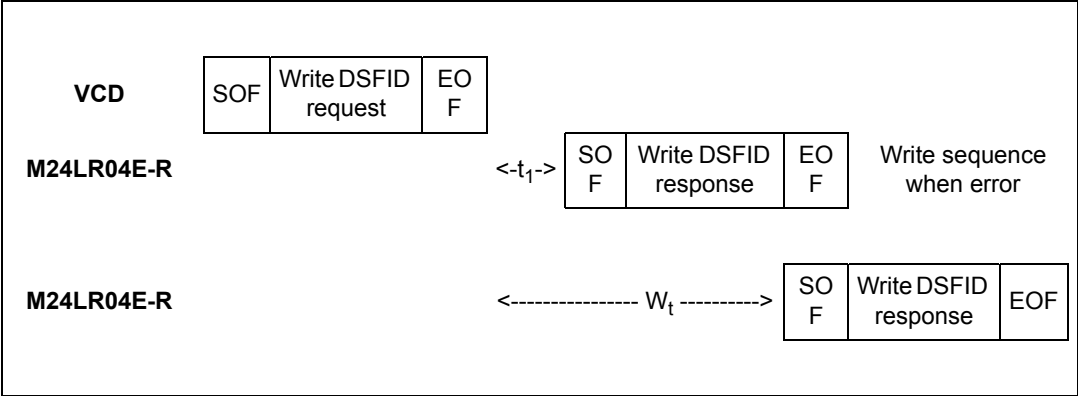 VCD SOF Write DSFID request EO F
M24LR04E-R <-t1-> SO F Write DSFID response EO F Write sequence when error
M24LR04E-R <---------------- Wt ----------> SO F Write DSFID response EOF